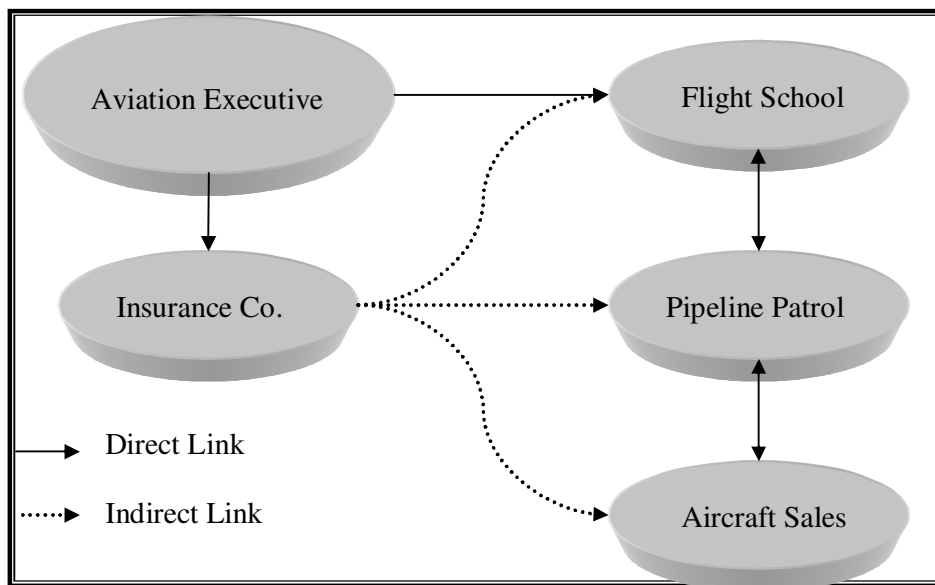 Aviation Executive
Flight School
Insurance Co.
Pipeline Patrol
Direct Link
Indirect Link
Aircraft Sales